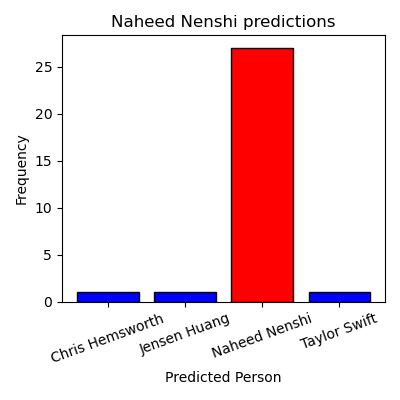 Naheed Nenshi predictions
Frequency
25
20
15
10
5
0
Chris Hemsworth
Jensen Huang
Naheed Nenshi
Taylor Swift
Predicted Person